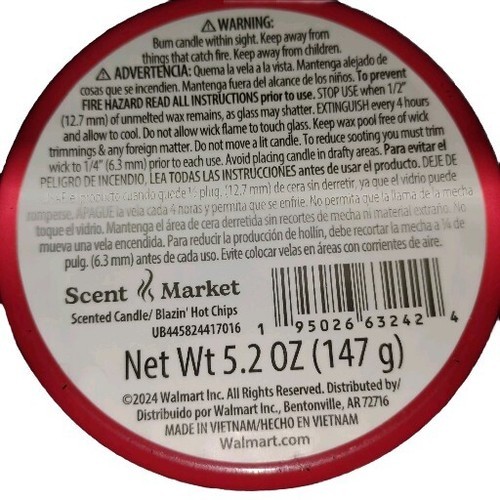 ⚠ WARNING:
Burn candle within sight. Keep away from
things that catch fire. Keep away from children.
⚠ ADVERTENCIA: Quema la vela a la vista. Mantenga alejado de
cosas que se incendien. Mantenga fuera del alcance de los niños. To prevent
FIRE HAZARD READ ALL INSTRUCTIONS prior to use. STOP USE when 1/2"
(12.7 mm) of unmelted wax remains, as glass may shatter. EXTINGUISH every 4 hours
and allow to cool. Do not allow wick flame to touch glass. Keep wax pool free of wick
trimmings & any foreign matter. Do not move a lit candle. To reduce sooting you must trim
wick to 1/4" (6.3 mm) prior to each use. Avoid placing candle in drafty areas. Para evitar el
PELIGRO DE INCENDIO, LEA TODAS LAS INSTRUCCIONES antes de usar el producto. DEJE DE
producto cuando quede ½ plug. (12.7 mm) de cera sin derretir, ya que el vidrio puede
romperse. APAGUE la vela cada 4 horas y permita que se enfríe. No permita que la llama de la mecha
toque el vidrio. Mantenga el área de cera derretida sin recortes de mecha ni material extraño. No
mueva una vela encendida. Para reducir la producción de hollín, debe recortar la mecha a ¼ de
pulg. (6.3 mm) antes de cada uso. Evite colocar velas en áreas con corrientes de aire.
Scent Market
Scented Candle/ Blazin' Hot Chips
UB445824417016
1 95026 63242 4
Net Wt 5.2 OZ (147 g)
©2024 Walmart Inc. All Rights Reserved. Distributed by/
Distribuido por Walmart Inc., Bentonville, AR 72716
MADE IN VIETNAM/HECHO EN VIETNAM
Walmart.com